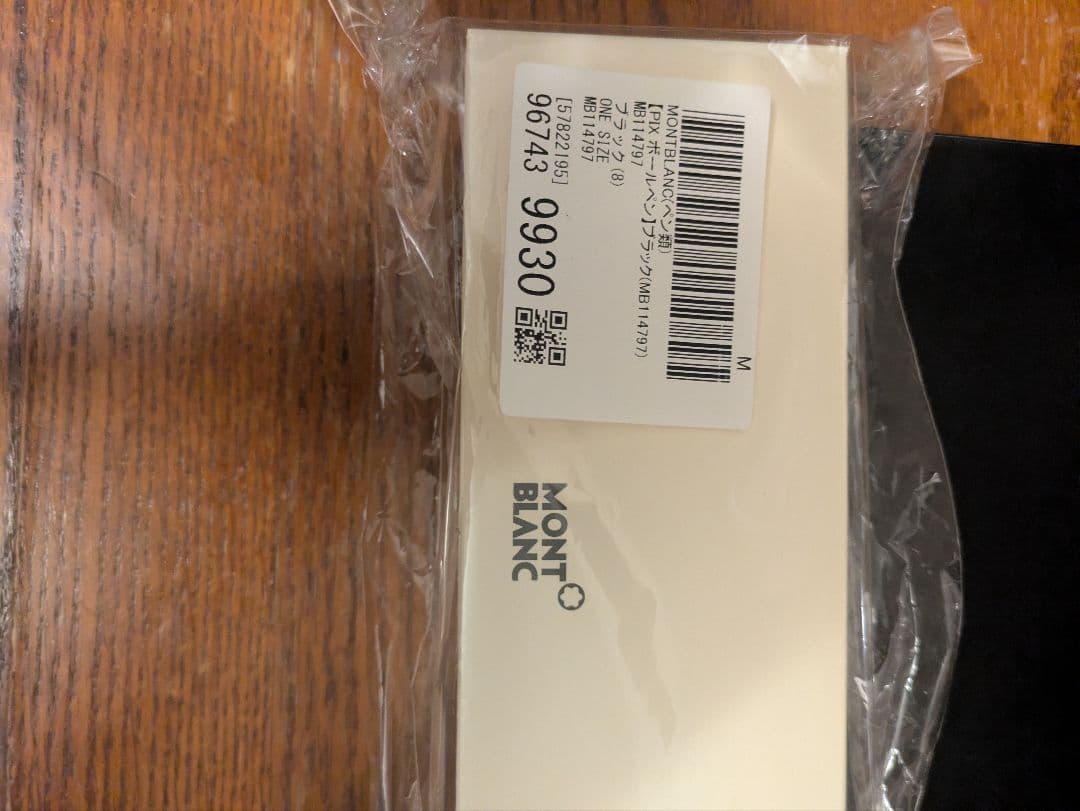 M
MONTBLANC(ペン類)
【PIX ボールペン】ブラック(MB114797)
MB114797
ブラック(8)
ONE SIZE
MB114797
[57822195]
96743 9930
MONT
BLANC